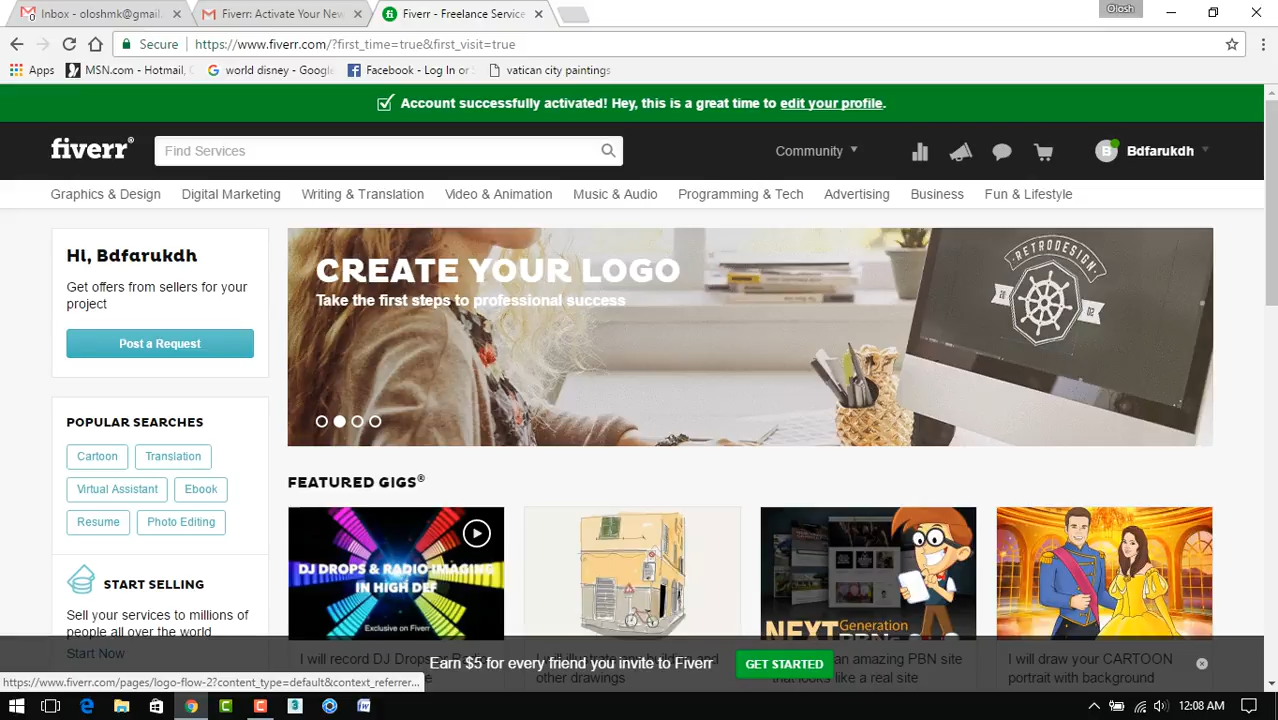 Inbox - oloshmk@gmail.
Fiverr: Activate Your New
Fiverr - Freelance Service
Olosh
Secure
https://www.fiverr.com/?first_time=true&first_visit=true
Apps
MSN.com - Hotmail,
world disney - Google
Facebook - Log In or
vatican city paintings
Account successfully activated! Hey, this is a great time to edit your profile.
fiverr®
Find Services
Community
B
Bdfarukdh
Graphics & Design
Digital Marketing
Writing & Translation
Video & Animation
Music & Audio
Programming & Tech
Advertising
Business
Fun & Lifestyle
Hi, Bdfarukdh
Get offers from sellers for your
project
Post a Request
CREATE YOUR LOGO
Take the first steps to professional success
RETRODESIGN
20
02
POPULAR SEARCHES
Cartoon
Translation
Virtual Assistant
Ebook
Resume
Photo Editing
START SELLING
Sell your services to millions of
people all over the world
Start Now
FEATURED GIGS®
DJ DROPS & RADIO IMAGING
IN HIGH DEF
Exclusive on Fiverr
I will record DJ Drops
NEXT Generation
an amazing PBN site
that looks like a real site
other drawings
I will draw your CARTOON
portrait with background
Earn $5 for every friend you invite to Fiverr
GET STARTED
https://www.fiverr.com/pages/logo-flow-2?content_type=default&context_referrer...
12:08 AM